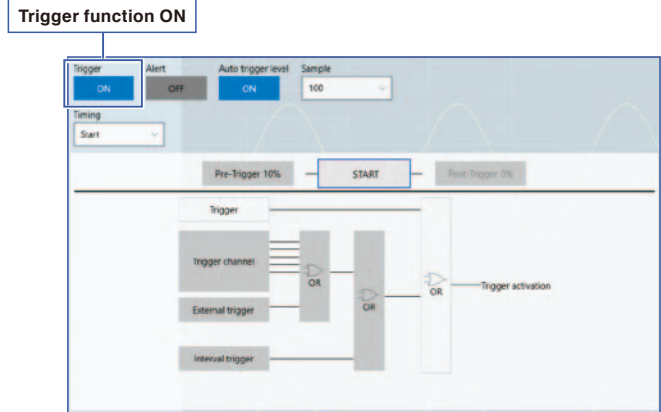 Trigger function ON
Trigger Alert Auto trigger level Sample
ON OFF ON 100
Timing
Start
Pre-Trigger 10% START Post-Trigger 0%
Trigger
Trigger channel
OR
External trigger
OR
OR
Trigger activation
Interval trigger